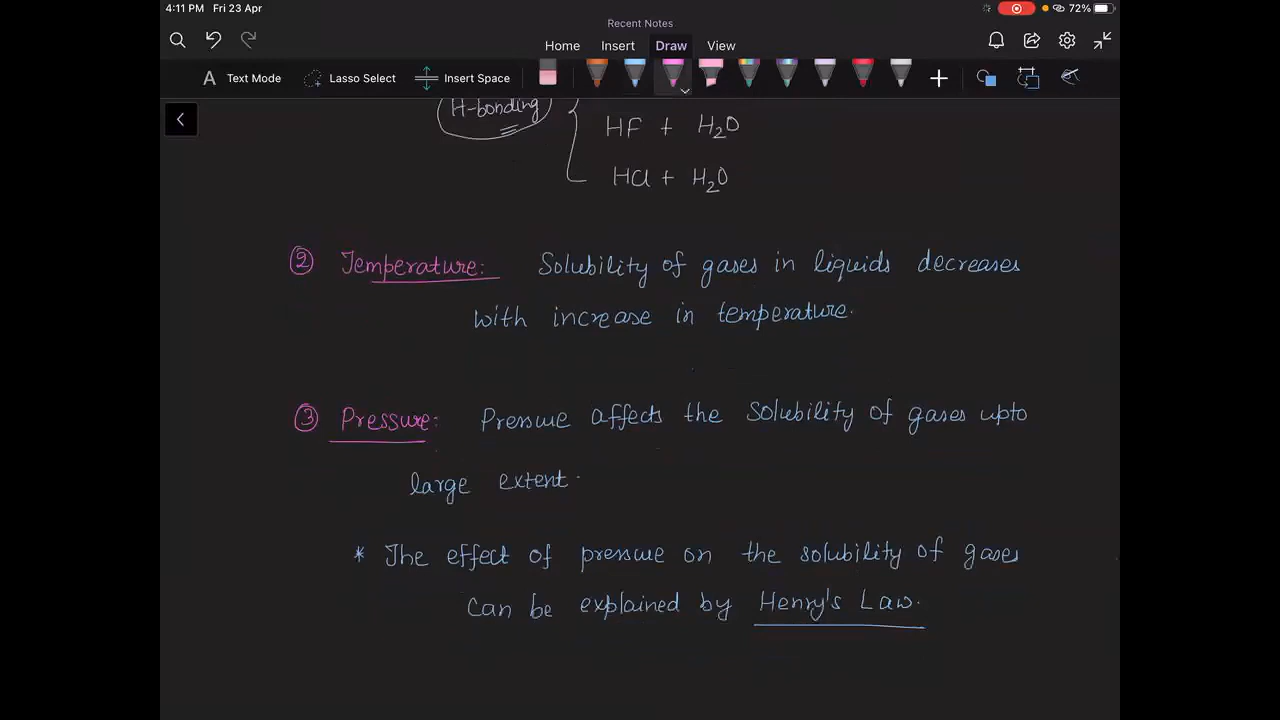 4:11 PM Fri 23 Apr
72%
Recent Notes
Home Insert Draw View
A Text Mode Lasso Select Insert Space
H-bonding
HF + H₂O
HCl + H₂O
② Temperature: Solubility of gases in liquids decreases
with increase in temperature.
③ Pressure: Pressure affects the solubility of gases upto
large extent.
* The effect of pressure on the solubility of gases
can be explained by Henry's Law.